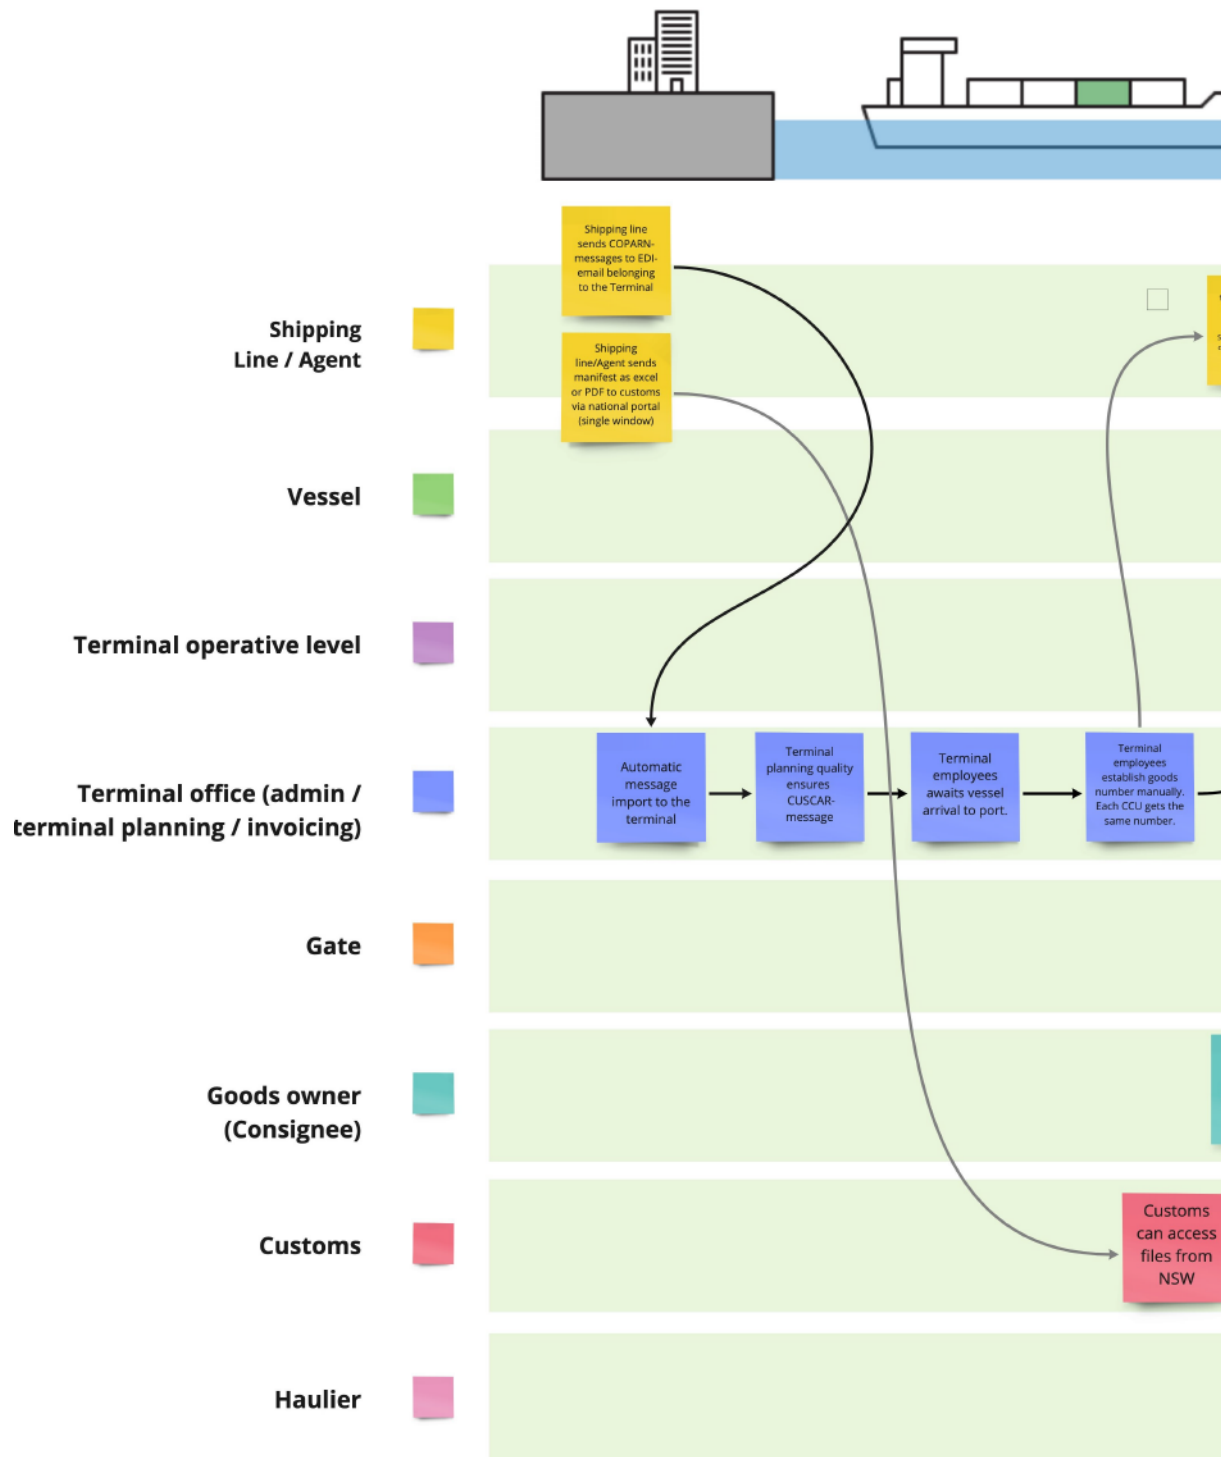 Shipping line
sends COPARN-
messages to EDI-
email belonging
to the Terminal
Shipping
Line / Agent
Shipping
line/Agent sends
manifest as excel
or PDF to customs
via national portal
(single window)
Vessel
Terminal operative level
Terminal office (admin /
terminal planning / invoicing)
Automatic
message
import to the
terminal
Terminal
planning quality
ensures
CUSCAR-
message
Terminal
employees
awaits vessel
arrival to port.
Terminal
employees
establish goods
number manually.
Each CCU gets the
same number.
Gate
Goods owner
(Consignee)
Customs
Customs
can access
files from
NSW
Haulier